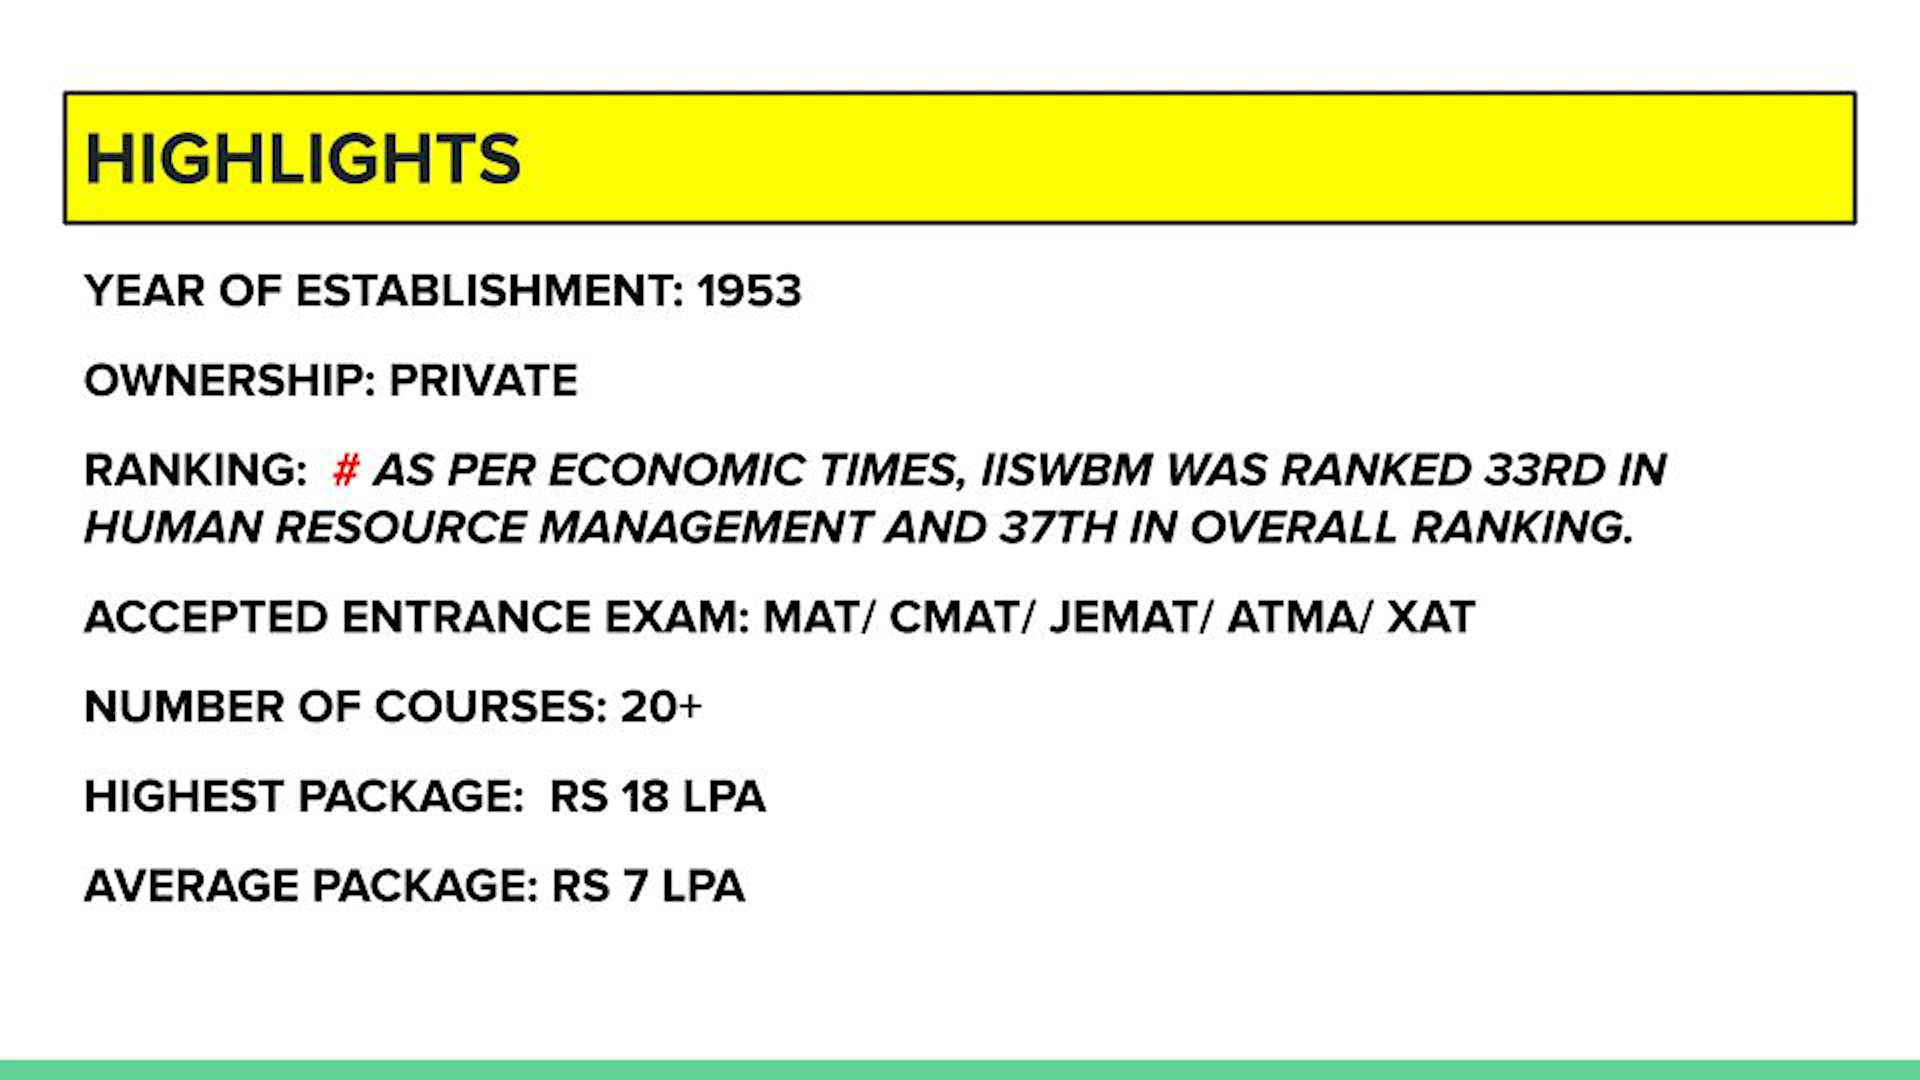 HIGHLIGHTS
YEAR OF ESTABLISHMENT: 1953
OWNERSHIP: PRIVATE
RANKING: # AS PER ECONOMIC TIMES, IISWBM WAS RANKED 33RD IN
HUMAN RESOURCE MANAGEMENT AND 37TH IN OVERALL RANKING.
ACCEPTED ENTRANCE EXAM: MAT/ CMAT/ JEMAT/ ATMA/ XAT
NUMBER OF COURSES: 20+
HIGHEST PACKAGE: RS 18 LPA
AVERAGE PACKAGE: RS 7 LPA